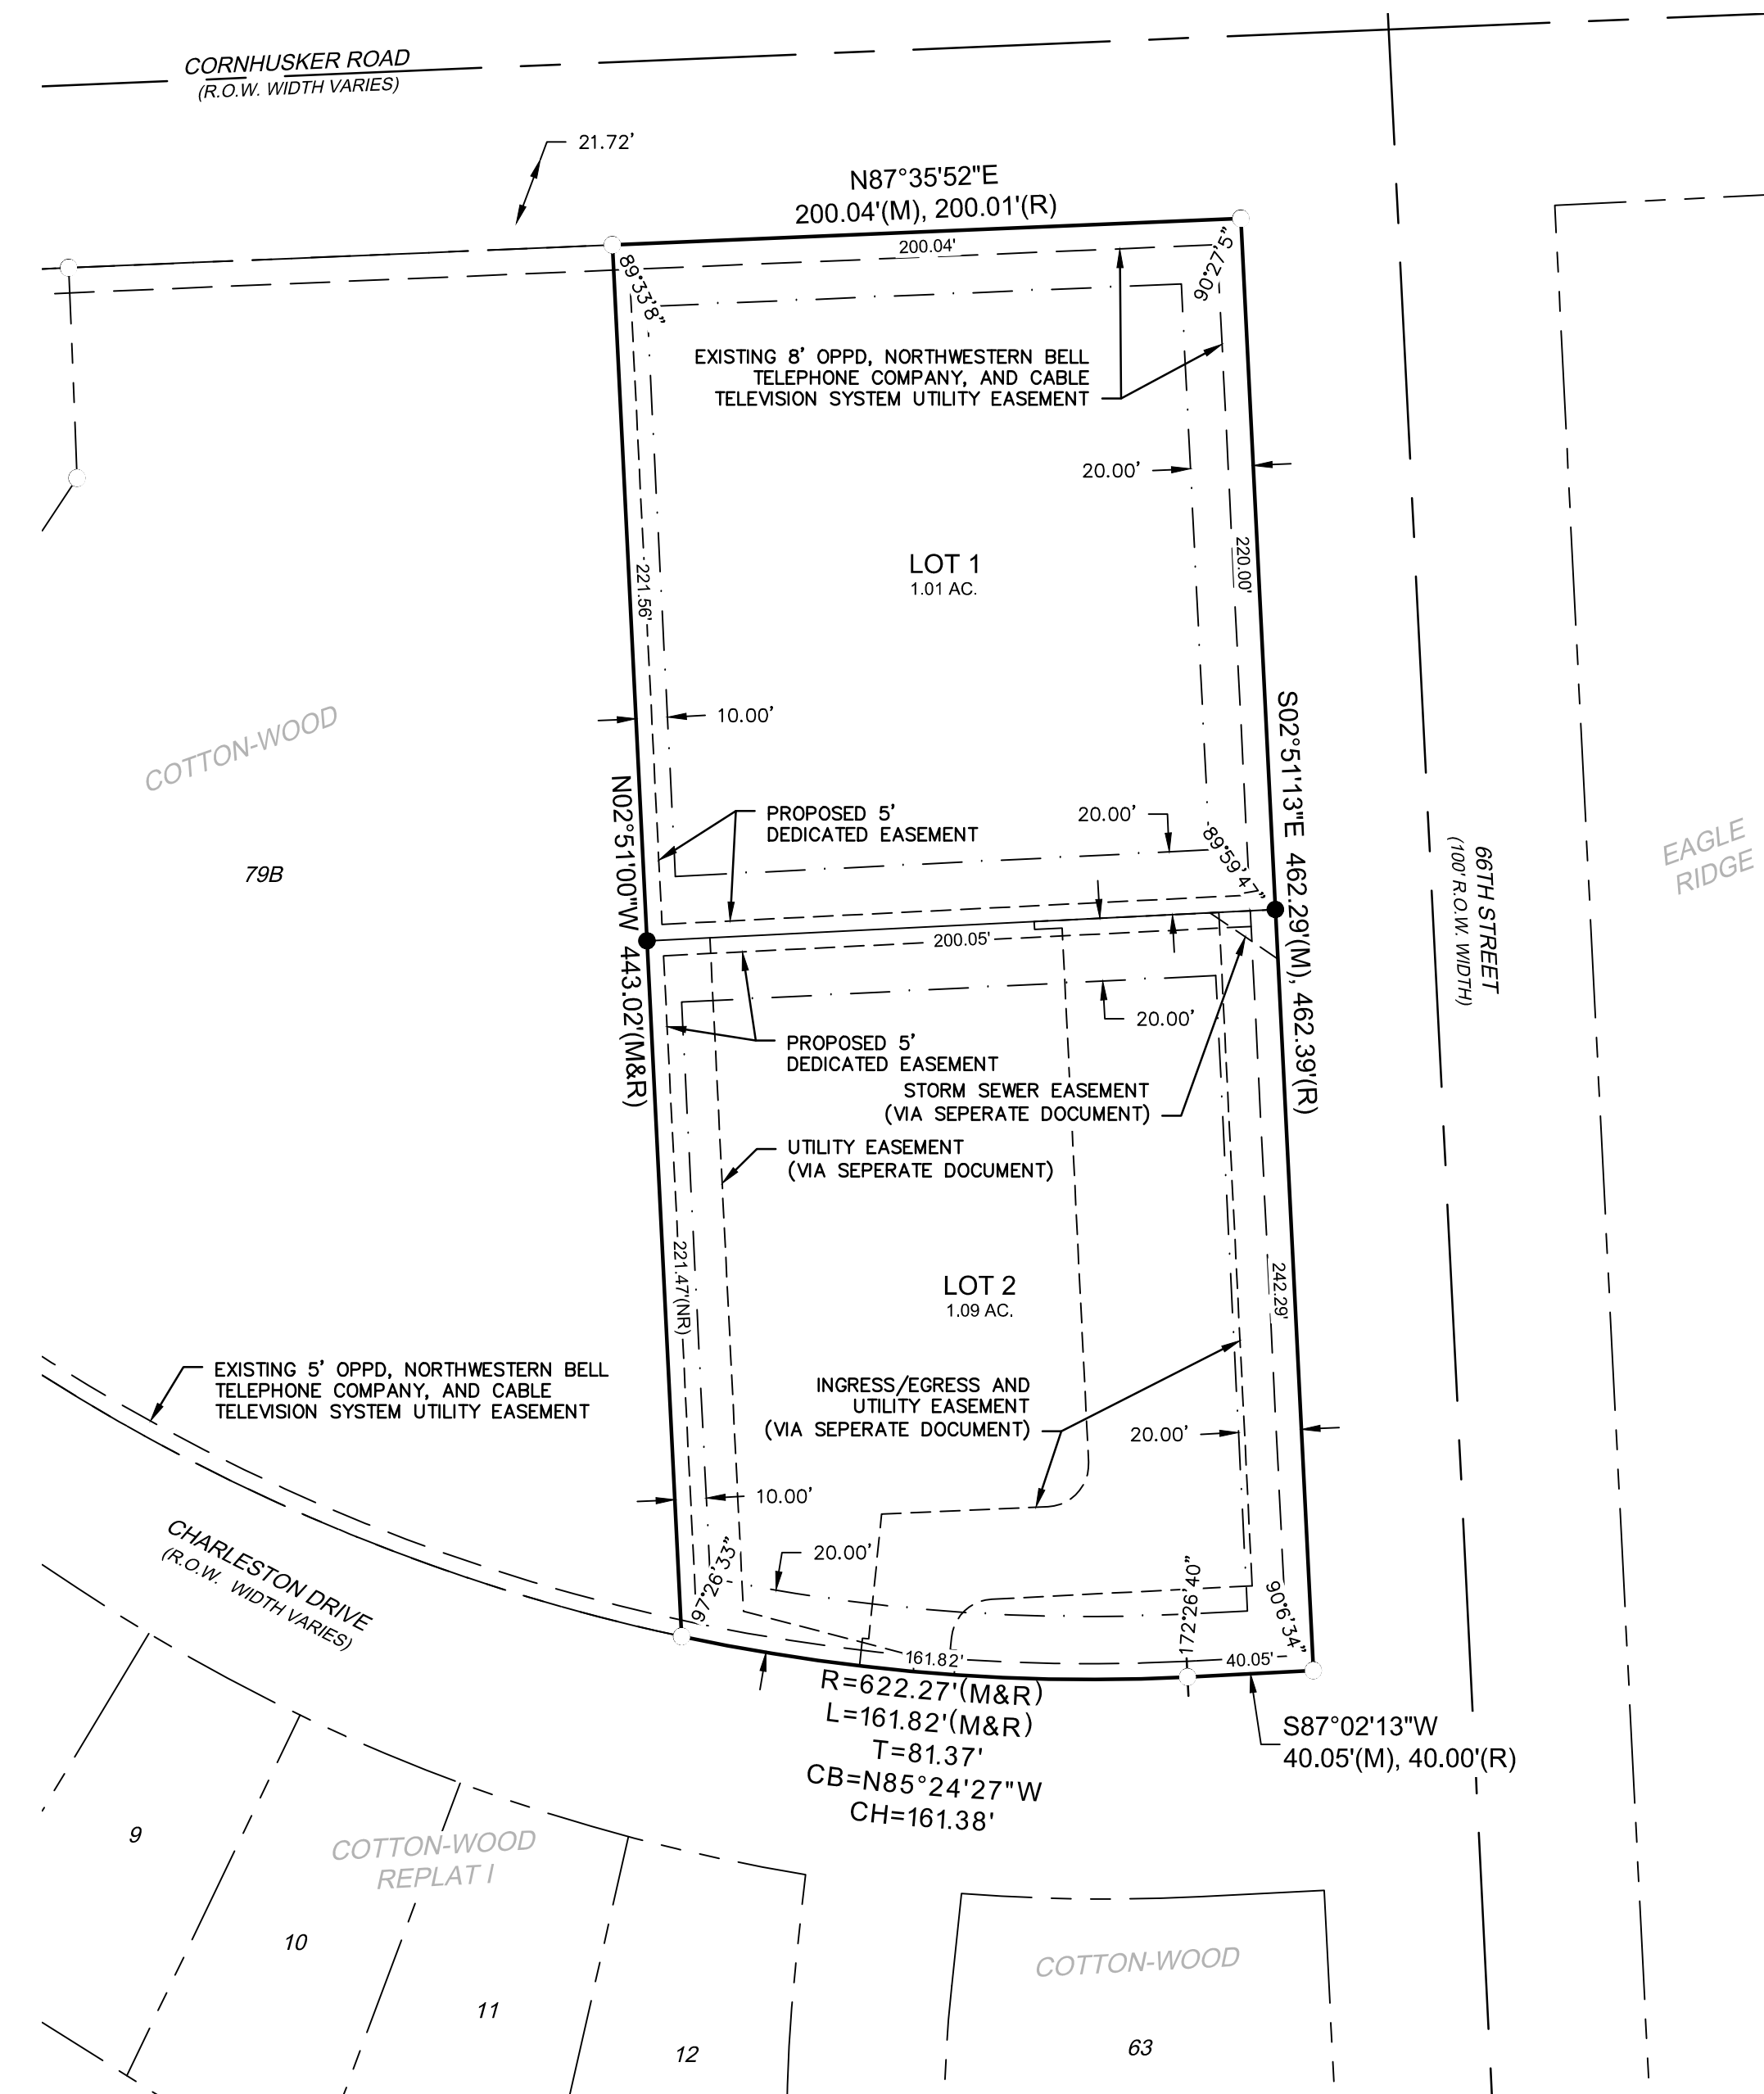 CORNHUSKER ROAD
(R.O.W. WIDTH VARIES)
21.72'
N87°35'52"E
200.04'(M), 200.01'(R)
200.04'
89°33'8"
90°27'5"
EXISTING 8' OPPD, NORTHWESTERN BELL
TELEPHONE COMPANY, AND CABLE
TELEVISION SYSTEM UTILITY EASEMENT
20.00'
LOT 1
1.01 AC.
221.56'
220.00'
10.00'
COTTON-WOOD
79B
N02°51'00"W 443.02'(M&R)
S02°51'13"E 462.29'(M), 462.39'(R)
PROPOSED 5'
DEDICATED EASEMENT
20.00'
89°59'47"
66TH STREET
(100' R.O.W. WIDTH)
EAGLE
RIDGE
200.05'
20.00'
PROPOSED 5'
DEDICATED EASEMENT
STORM SEWER EASEMENT
(VIA SEPERATE DOCUMENT)
UTILITY EASEMENT
(VIA SEPERATE DOCUMENT)
221.47'(NR)
LOT 2
1.09 AC.
242.29'
EXISTING 5' OPPD, NORTHWESTERN BELL
TELEPHONE COMPANY, AND CABLE
TELEVISION SYSTEM UTILITY EASEMENT
INGRESS/EGRESS AND
UTILITY EASEMENT
(VIA SEPERATE DOCUMENT)
20.00'
10.00'
20.00'
CHARLESTON DRIVE
(R.O.W. WIDTH VARIES)
97°26'33"
172°26'40"
90°6'34"
161.82'
40.05'
R=622.27'(M&R)
L=161.82'(M&R)
T=81.37'
CB=N85°24'27"W
CH=161.38'
S87°02'13"W
40.05'(M), 40.00'(R)
9
COTTON-WOOD
REPLAT I
10
11
12
COTTON-WOOD
63